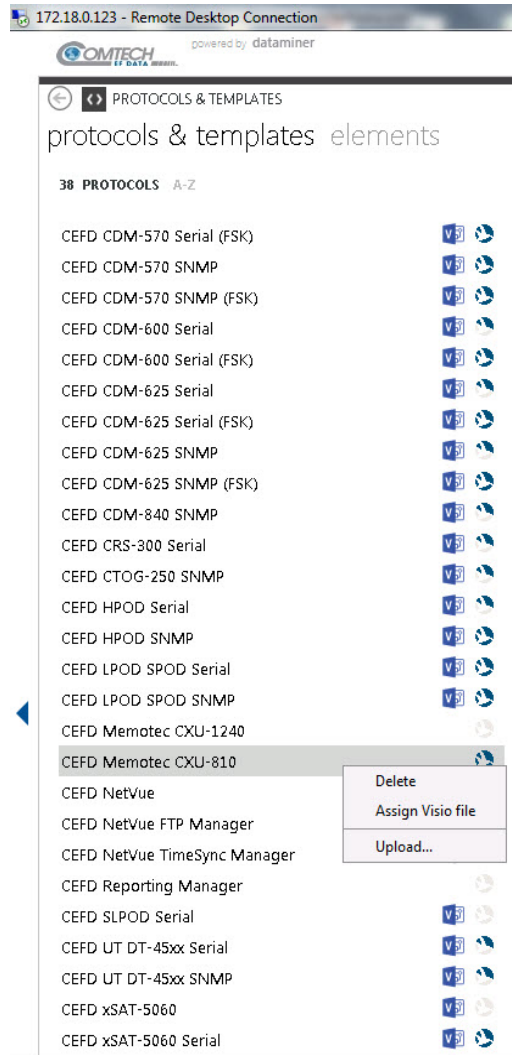 172.18.0.123 - Remote Desktop Connection
COMTECH powered by dataminer
EF DATA
PROTOCOLS & TEMPLATES
protocols & templates elements
38 PROTOCOLS A-Z
CEFD CDM-570 Serial (FSK)
CEFD CDM-570 SNMP
CEFD CDM-570 SNMP (FSK)
CEFD CDM-600 Serial
CEFD CDM-600 Serial (FSK)
CEFD CDM-625 Serial
CEFD CDM-625 Serial (FSK)
CEFD CDM-625 SNMP
CEFD CDM-625 SNMP (FSK)
CEFD CDM-840 SNMP
CEFD CRS-300 Serial
CEFD CTOG-250 SNMP
CEFD HPOD Serial
CEFD HPOD SNMP
CEFD LPOD SPOD Serial
CEFD LPOD SPOD SNMP
CEFD Memotec CXU-1240
CEFD Memotec CXU-810
Delete
Assign Visio file
Upload...
CEFD NetVue
CEFD NetVue FTP Manager
CEFD NetVue TimeSync Manager
CEFD Reporting Manager
CEFD SLPOD Serial
CEFD UT DT-45xx Serial
CEFD UT DT-45xx SNMP
CEFD xSAT-5060
CEFD xSAT-5060 Serial